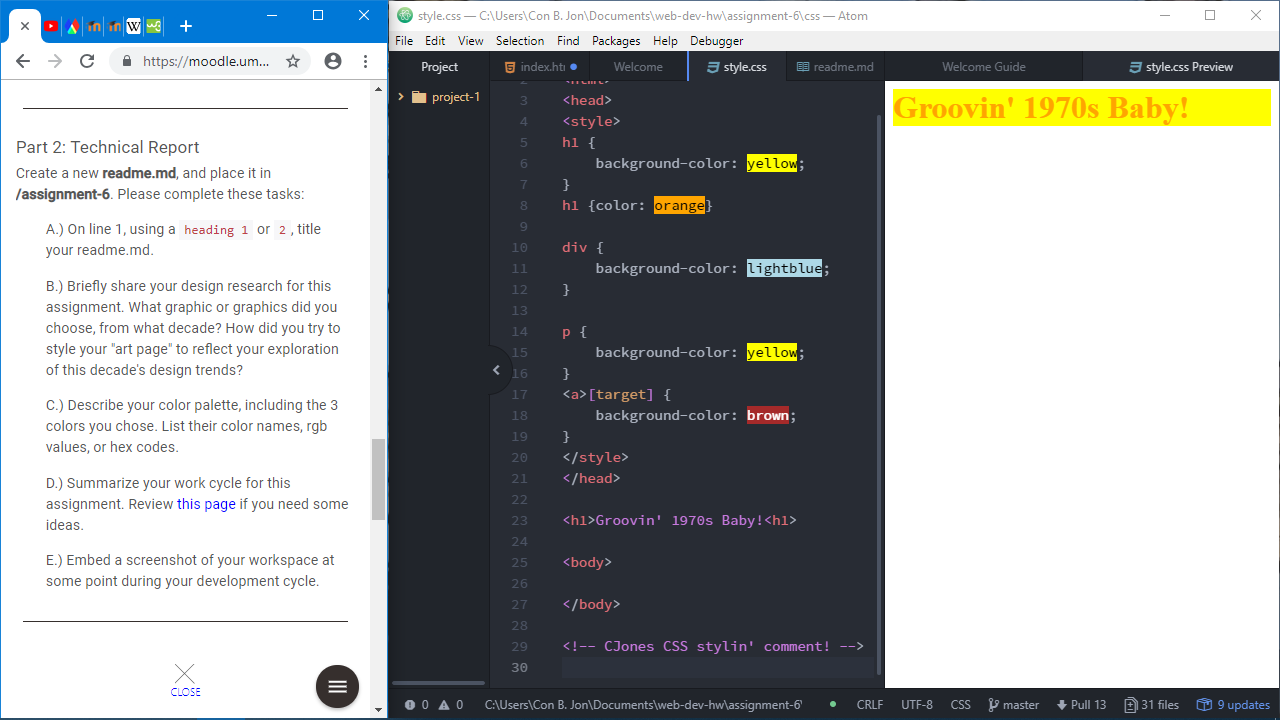 https://moodle.um...
Part 2: Technical Report
Create a new readme.md, and place it in
/assignment-6. Please complete these tasks:
A.) On line 1, using a heading 1 or 2, title
your readme.md.
B.) Briefly share your design research for this
assignment. What graphic or graphics did you
choose, from what decade? How did you try to
style your "art page" to reflect your exploration
of this decade's design trends?
C.) Describe your color palette, including the 3
colors you chose. List their color names, rgb
values, or hex codes.
D.) Summarize your work cycle for this
assignment. Review this page if you need some
ideas.
E.) Embed a screenshot of your workspace at
some point during your development cycle.
CLOSE
style.css — C:\Users\Con B. Jon\Documents\web-dev-hw\assignment-6\css — Atom
File Edit View Selection Find Packages Help Debugger
Project
project-1
index.ht Welcome style.css readme.md Welcome Guide style.css Preview
3 <head>
4 <style>
5 h1 {
6 background-color: yellow;
7 }
8 h1 {color: orange}
9
10 div {
11 background-color: lightblue;
12 }
13
14 p {
15 background-color: yellow;
16 }
17 <a>[target] {
18 background-color: brown;
19 }
20 </style>
21 </head>
22
23 <h1>Groovin' 1970s Baby!<h1>
24
25 <body>
26
27 </body>
28
29 <!-- CJones CSS stylin' comment! -->
30
Groovin' 1970s Baby!
0 0 C:\Users\Con B. Jon\Documents\web-dev-hw\assignment-6\ CRLF UTF-8 CSS master Pull 13 31 files 9 updates